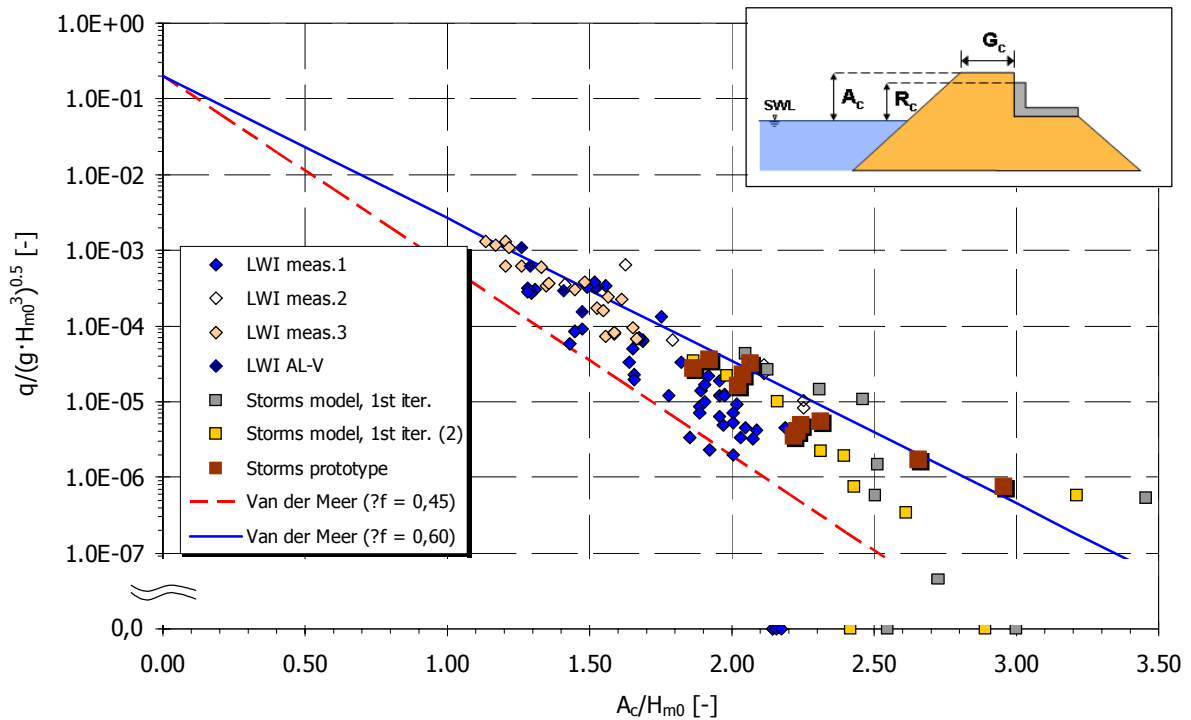 1.0E+00
1.0E-01
1.0E-02
1.0E-03
1.0E-04
1.0E-05
1.0E-06
1.0E-07
0,0
q/(g·Hm0³)^0.5 [-]
Gc
SWL
Ac
Rc
LWI meas.1
LWI meas.2
LWI meas.3
LWI AL-V
Storms model, 1st iter.
Storms model, 1st iter. (2)
Storms prototype
Van der Meer (?f = 0,45)
Van der Meer (?f = 0,60)
0.00 0.50 1.00 1.50 2.00 2.50 3.00 3.50
Ac/Hm0 [-]